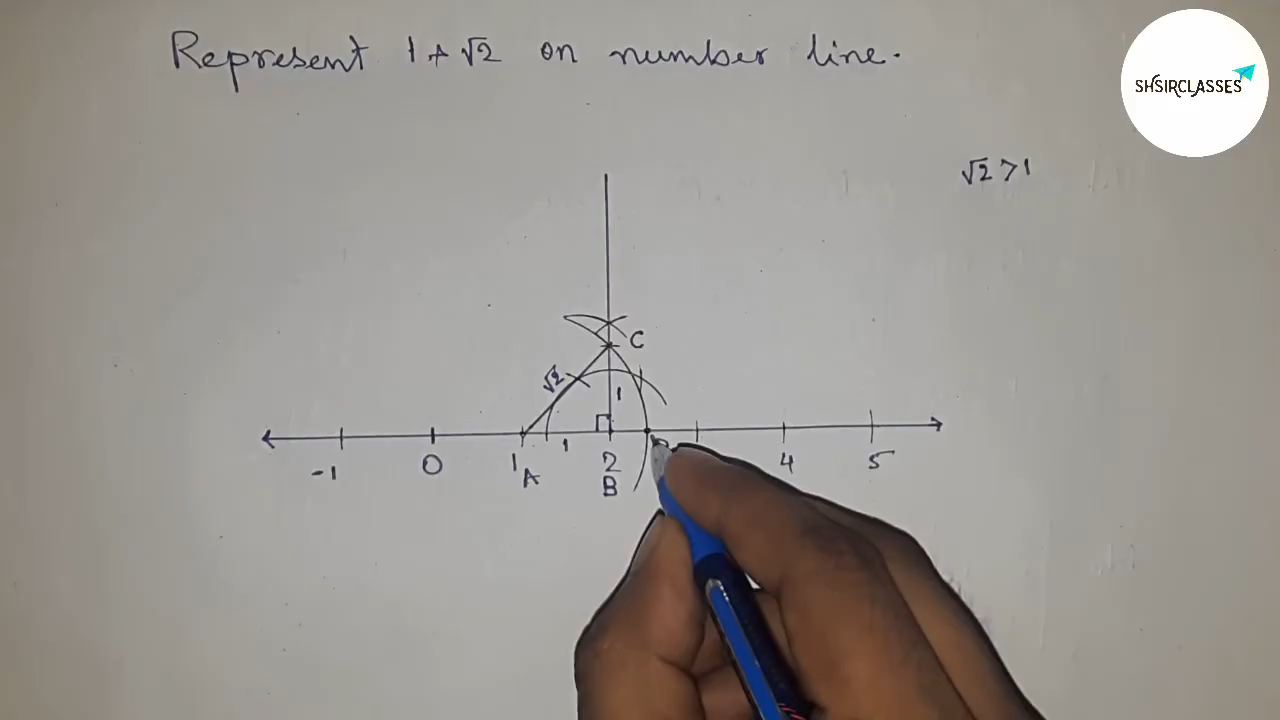 Represent 1 + √2 on number line.
SHSIRCLASSES
√2 > 1
C
√2
1
1
-1 0 1 2 4 5
A B